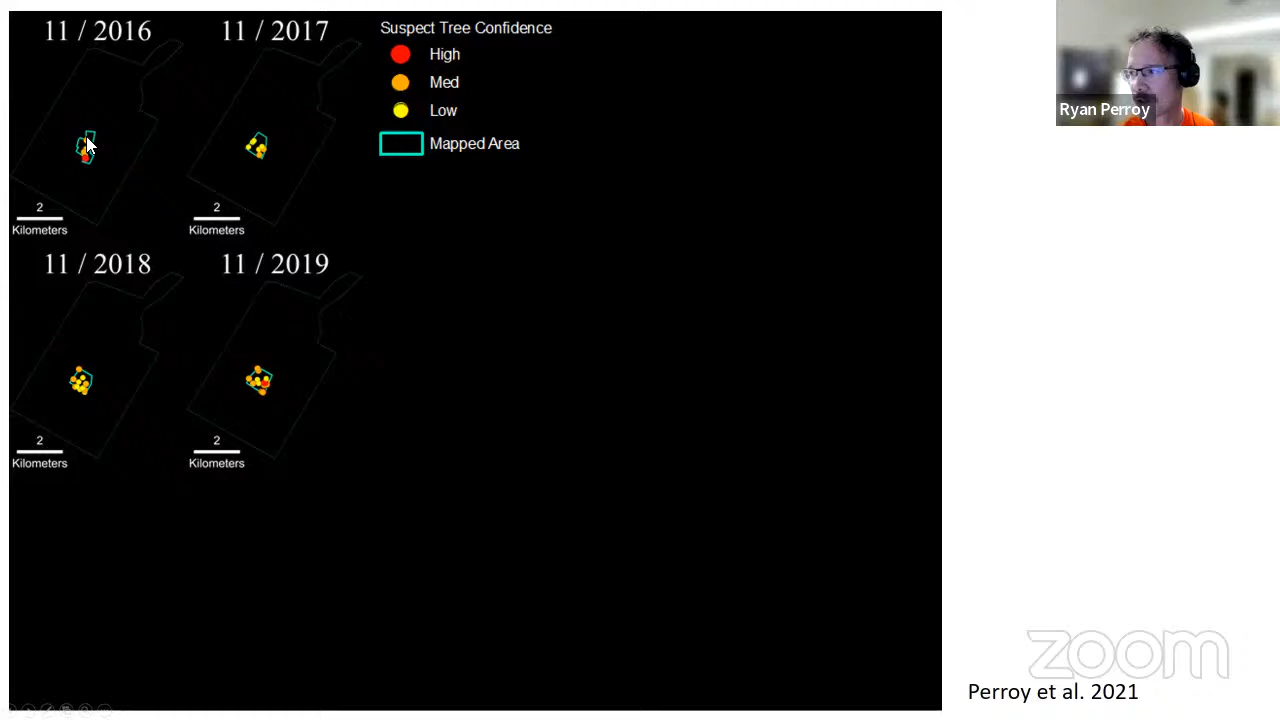 11 / 2016
11 / 2017
Suspect Tree Confidence
High
Med
Low
Mapped Area
Ryan Perroy
2
Kilometers
2
Kilometers
11 / 2018
11 / 2019
2
Kilometers
2
Kilometers
zoom
Perroy et al. 2021